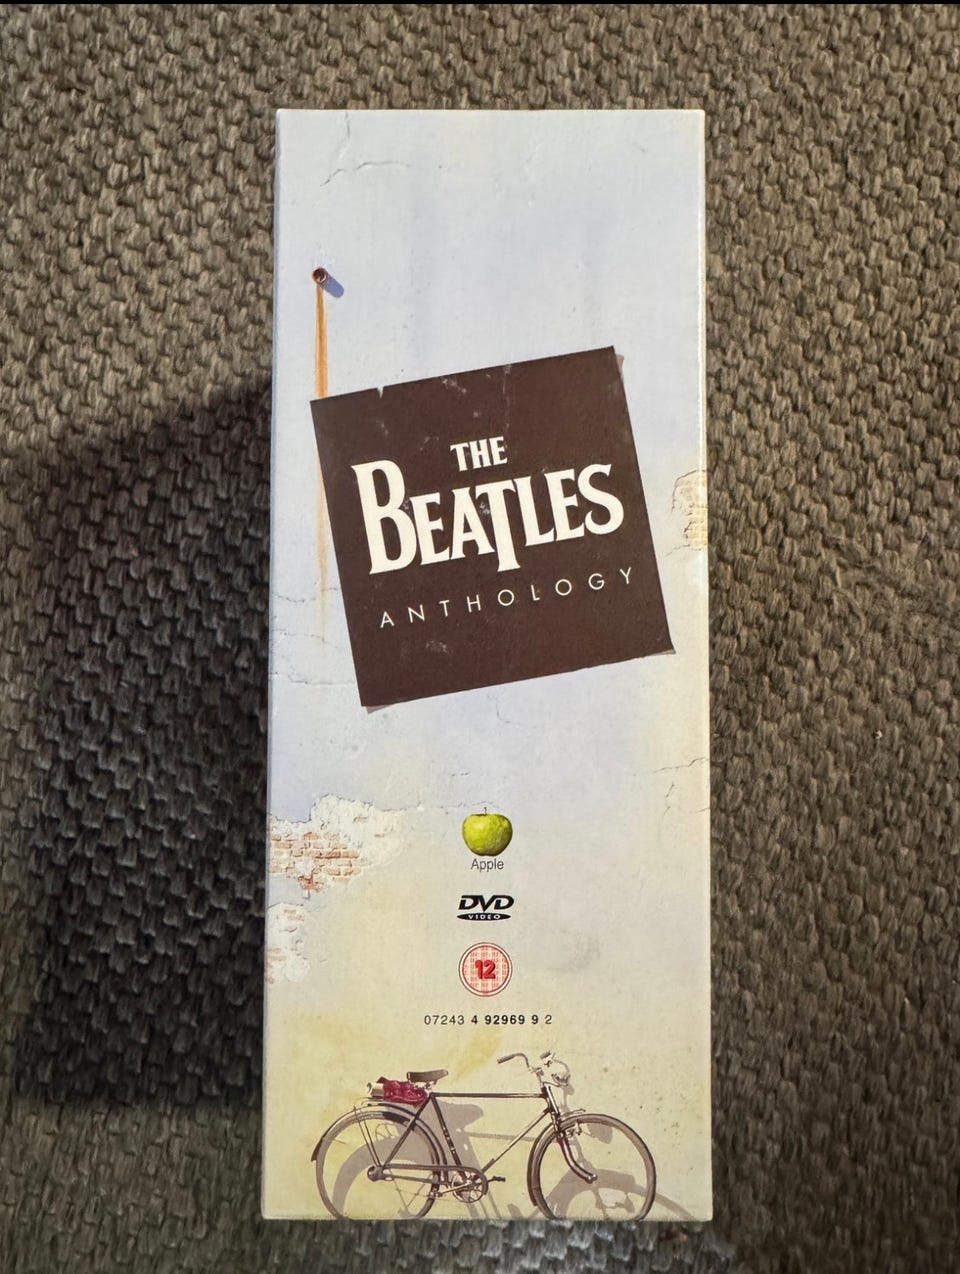 THE
BEATLES
ANTHOLOGY
Apple
DVD
VIDEO
12
07243 4 92969 9 2